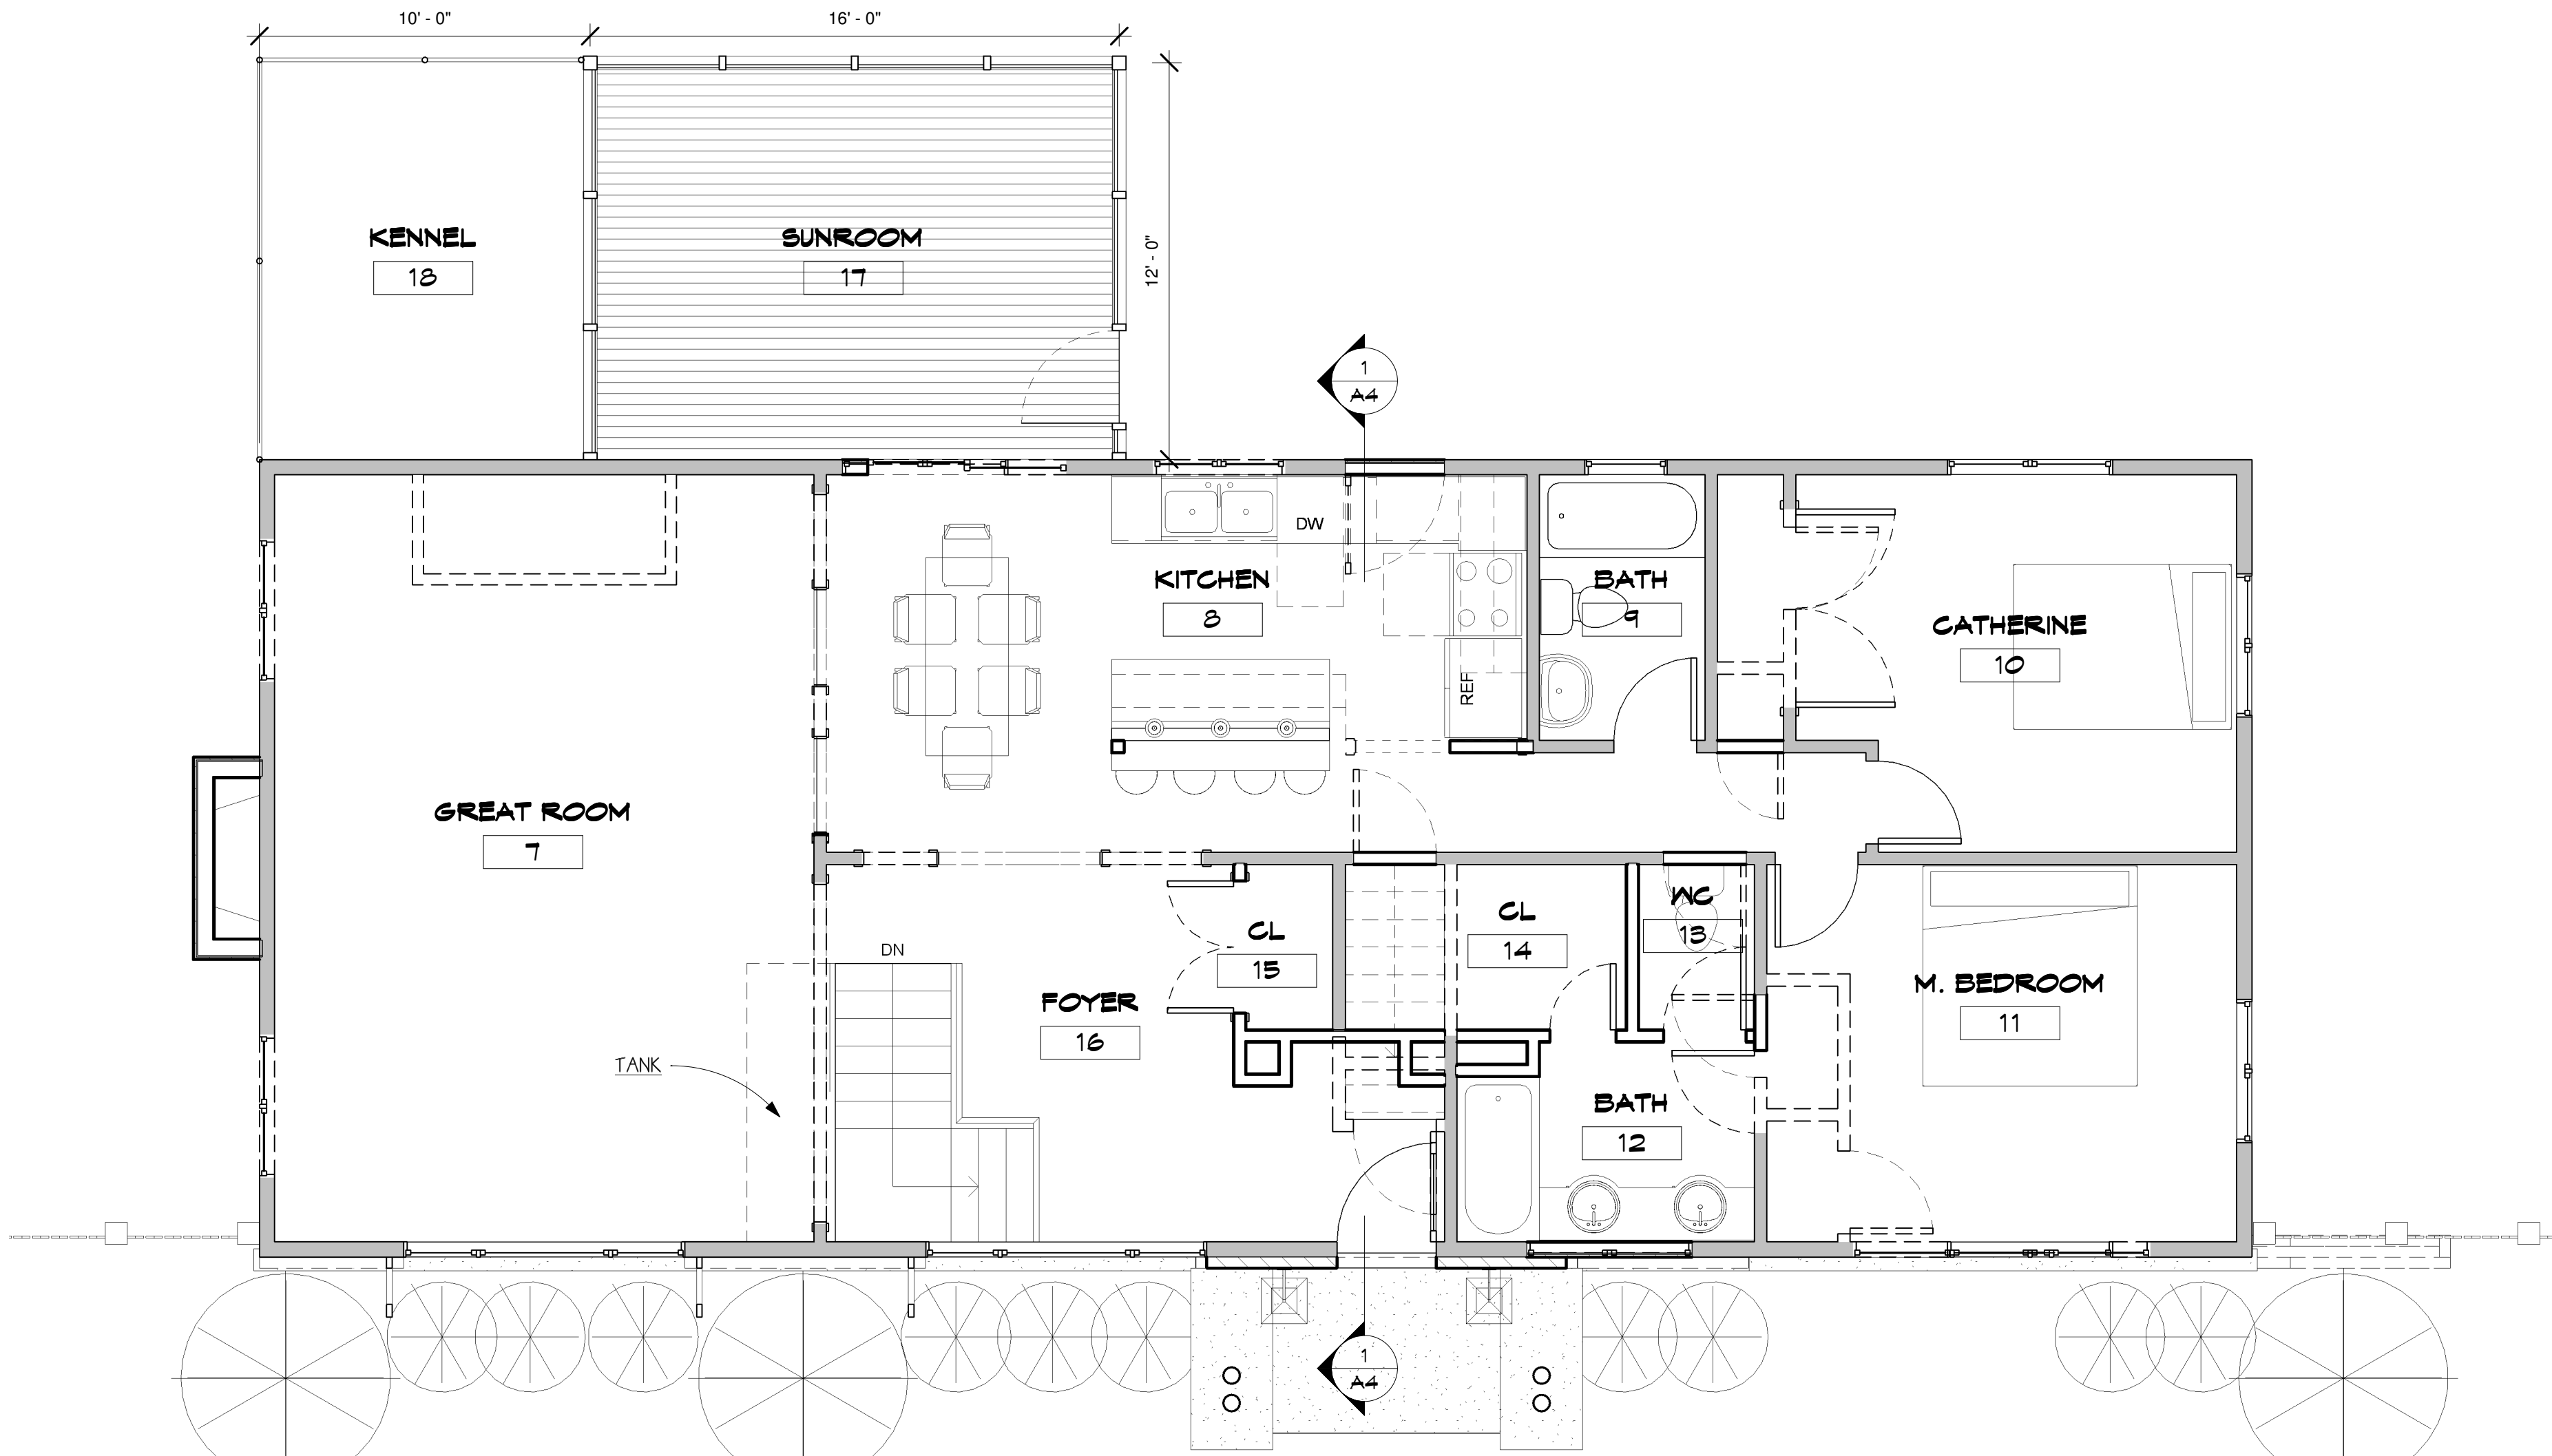 10' - 0"
16' - 0"
12' - 0"
KENNEL
18
SUNROOM
17
1
A4
DW
KITCHEN
8
REF
BATH
9
CATHERINE
10
GREAT ROOM
7
DN
FOYER
16
CL
15
CL
14
WC
13
M. BEDROOM
11
TANK
BATH
12
1
A4